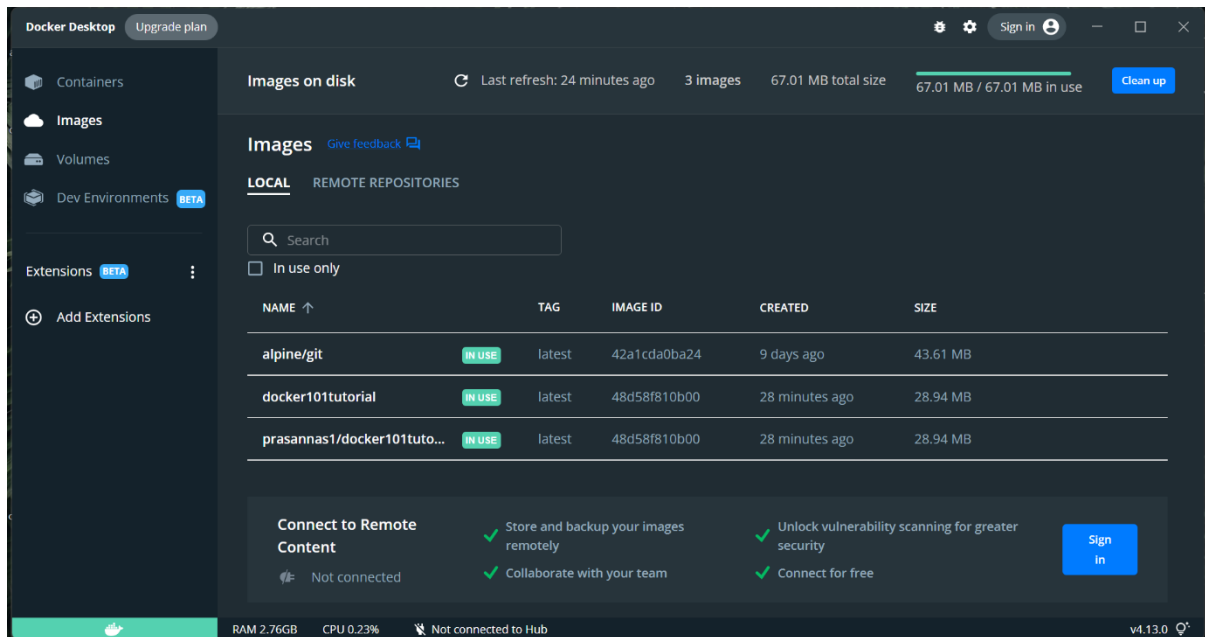 Docker Desktop Upgrade plan Sign in
Containers
Images
Volumes
Dev Environments BETA
Extensions BETA
Add Extensions
Images on disk Last refresh: 24 minutes ago 3 images 67.01 MB total size 67.01 MB / 67.01 MB in use Clean up
Images Give feedback
LOCAL REMOTE REPOSITORIES
Search
In use only
NAME TAG IMAGE ID CREATED SIZE
alpine/git IN USE latest 42a1cda0ba24 9 days ago 43.61 MB
docker101tutorial IN USE latest 48d58f810b00 28 minutes ago 28.94 MB
prasannas1/docker101tuto... IN USE latest 48d58f810b00 28 minutes ago 28.94 MB
Connect to Remote
Content
Not connected
Store and backup your images
remotely
Collaborate with your team
Unlock vulnerability scanning for greater
security
Connect for free
Sign
in
RAM 2.76GB CPU 0.23% Not connected to Hub v4.13.0